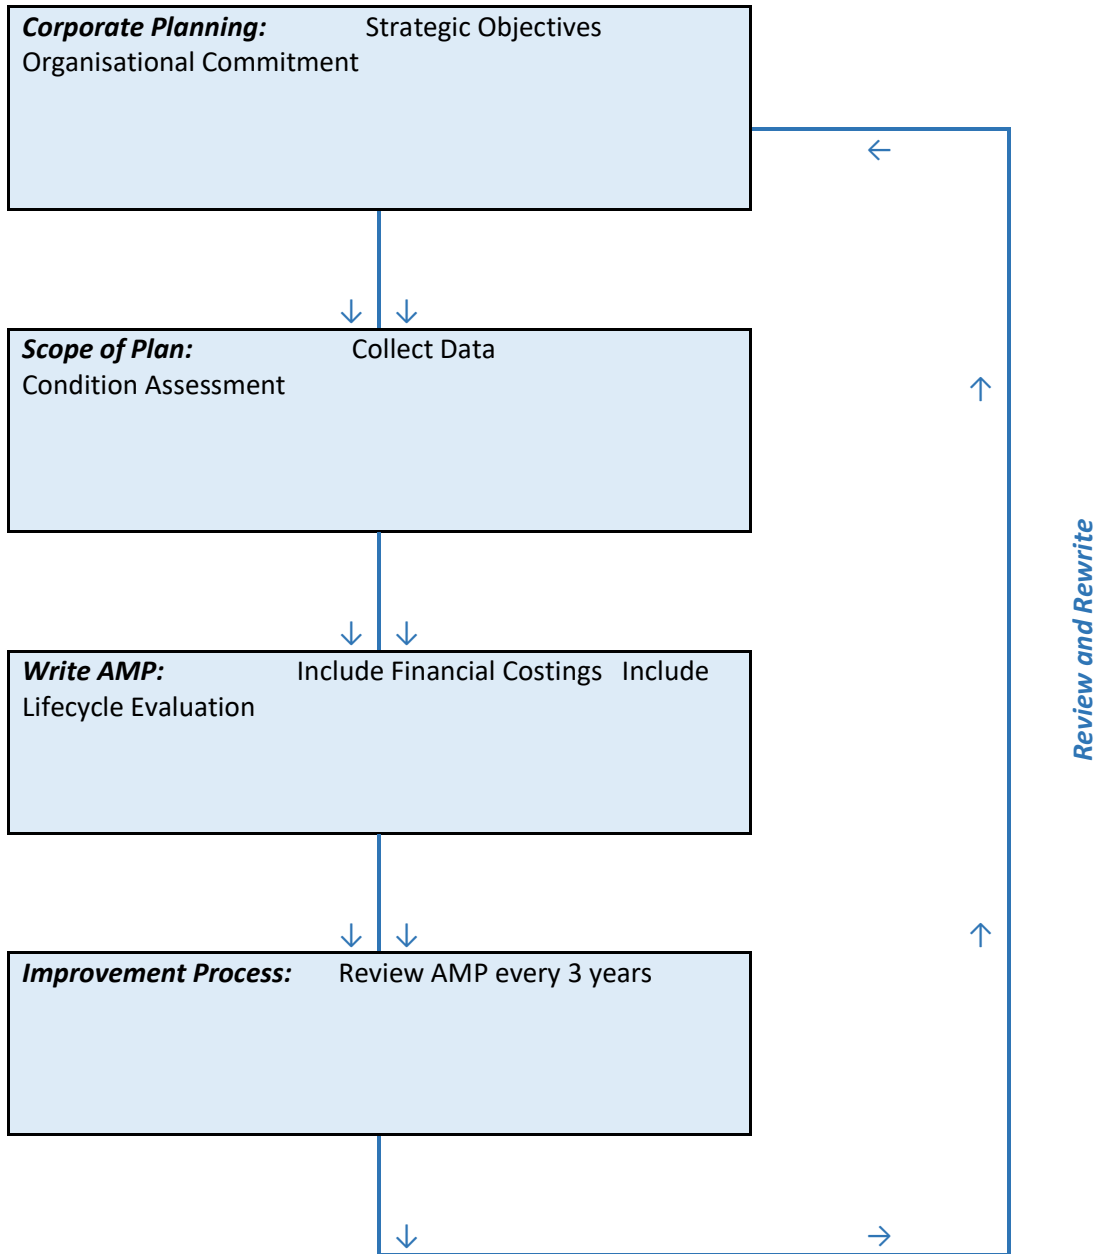 Corporate Planning: Strategic Objectives
Organisational Commitment
Scope of Plan: Collect Data
Condition Assessment
Write AMP: Include Financial Costings Include
Lifecycle Evaluation
Improvement Process: Review AMP every 3 years
Review and Rewrite